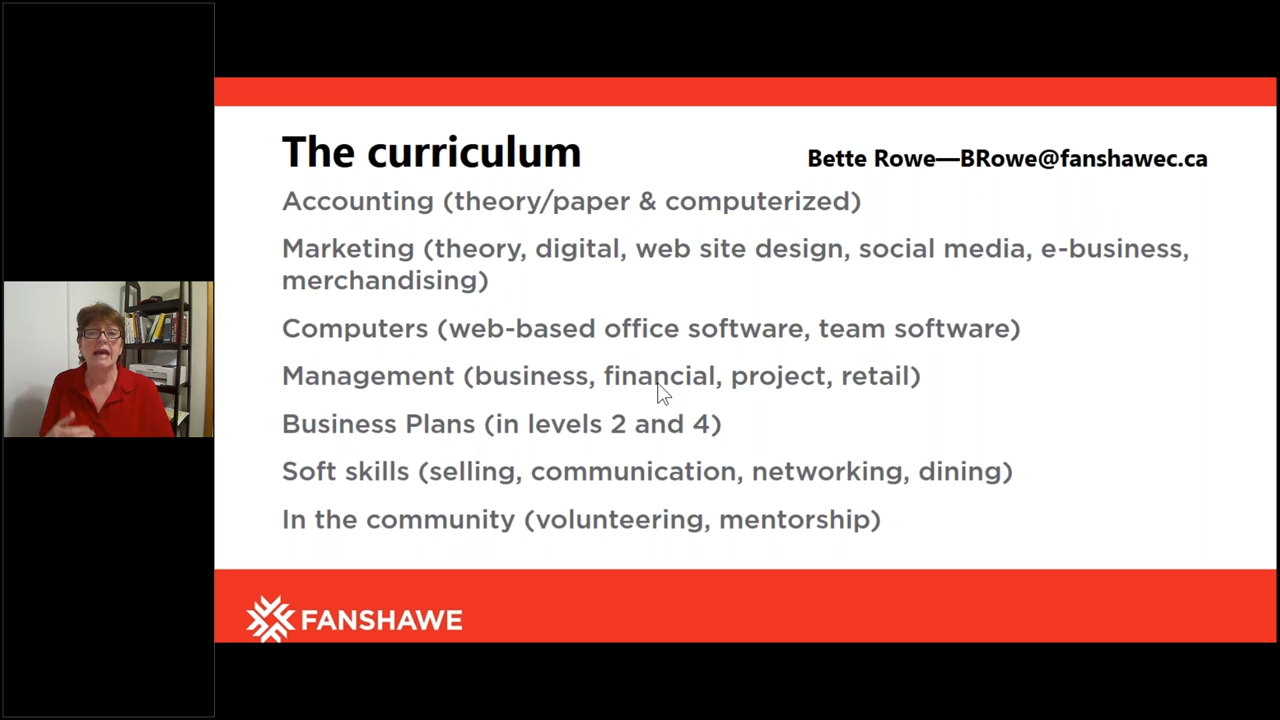 The curriculum
Bette Rowe—BRowe@fanshawec.ca
Accounting (theory/paper & computerized)
Marketing (theory, digital, web site design, social media, e-business,
merchandising)
Computers (web-based office software, team software)
Management (business, financial, project, retail)
Business Plans (in levels 2 and 4)
Soft skills (selling, communication, networking, dining)
In the community (volunteering, mentorship)
FANSHAWE